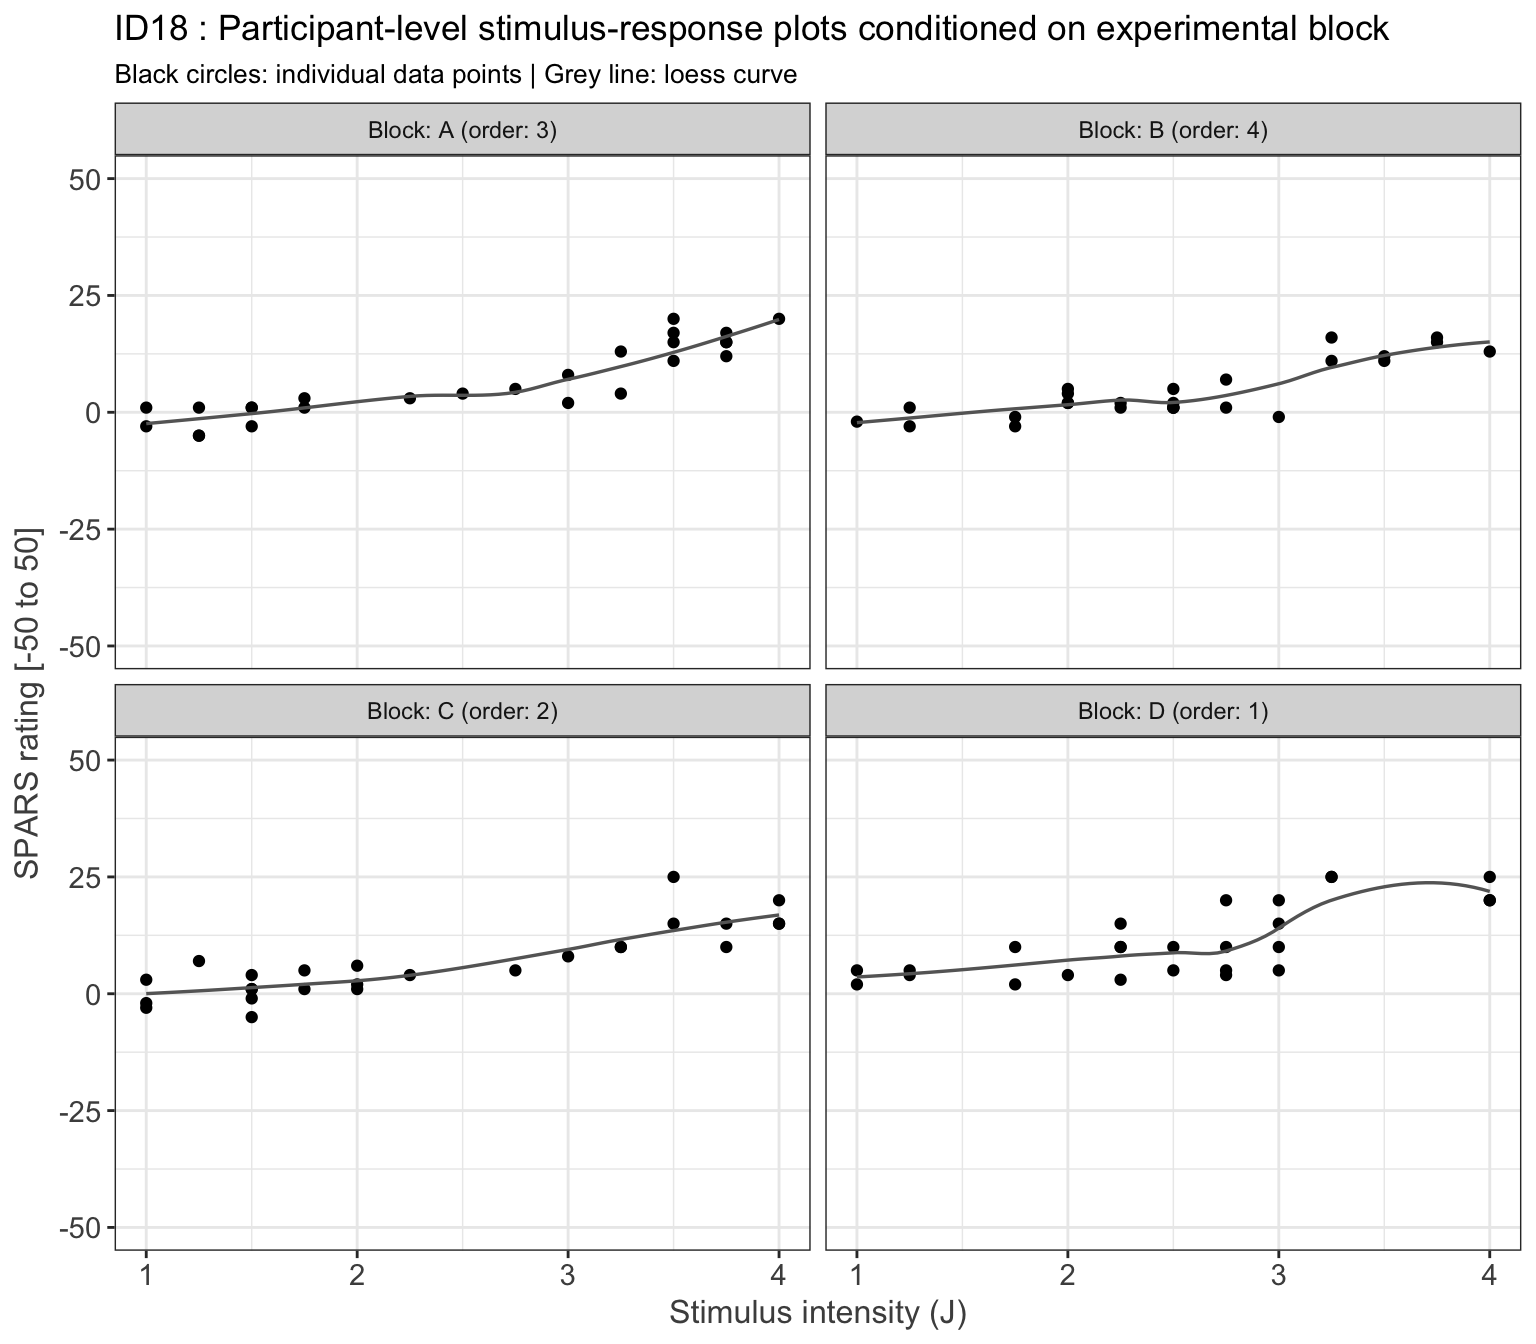 ID18 : Participant-level stimulus-response plots conditioned on experimental block
Black circles: individual data points | Grey line: loess curve
Block: A (order: 3)
Block: B (order: 4)
50
25
0
-25
-50
Block: C (order: 2)
Block: D (order: 1)
50
25
0
-25
-50
SPARS rating [-50 to 50]
1 2 3 4 1 2 3 4
Stimulus intensity (J)